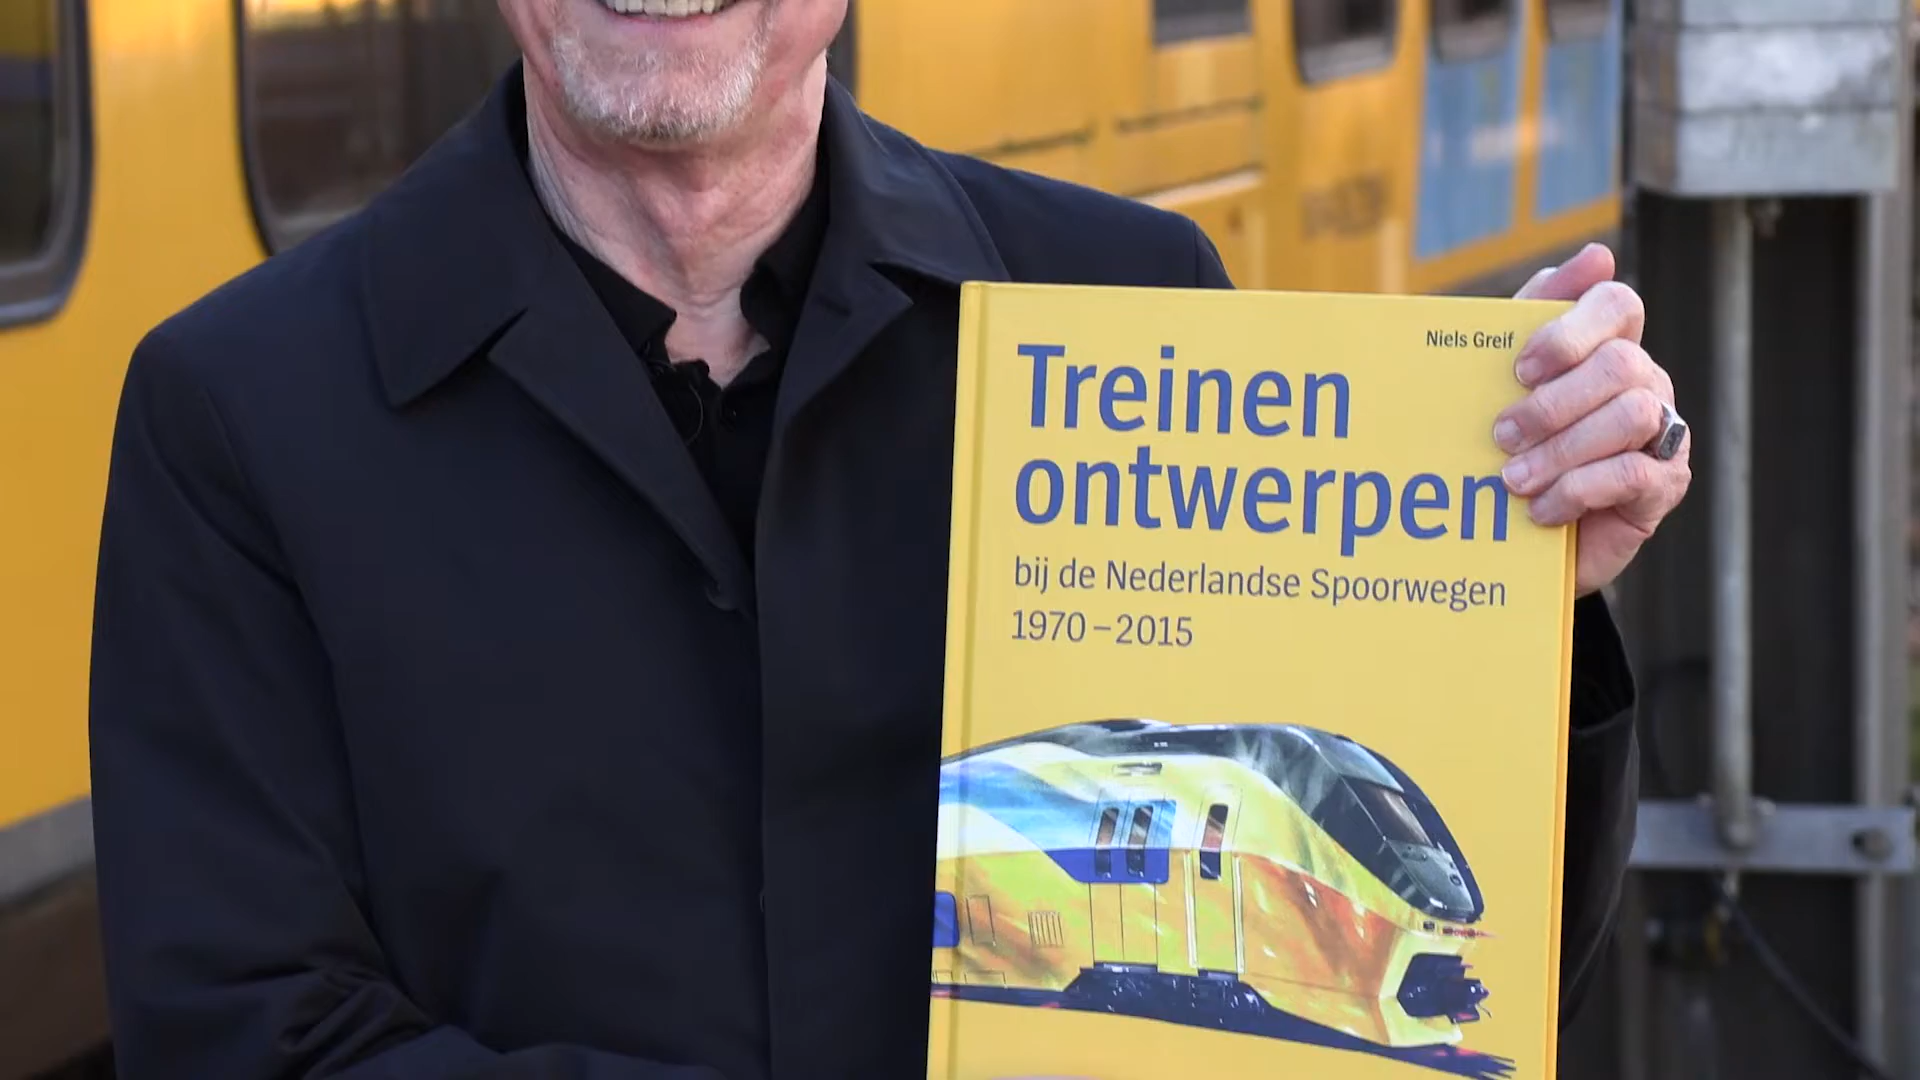 Niels Greif
Treinen
ontwerpen
bij de Nederlandse Spoorwegen
1970 – 2015